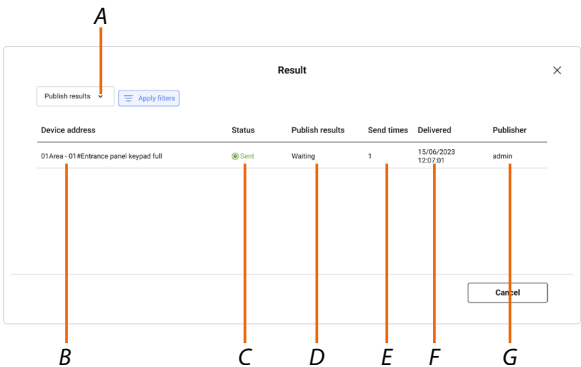 A
Result
Publish results
Apply filters
Device address Status Publish results Send times Delivered Publisher
01Area - 01#Entrance panel keypad full Sent Waiting 1 15/06/2023 admin
12:07:01
Cancel
B C D E F G